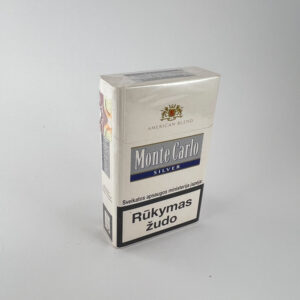 AMERICAN BLEND
Monte Carlo
SILVER
Sveikatos apsaugos ministerija įspėja:
Rūkymas
žudo